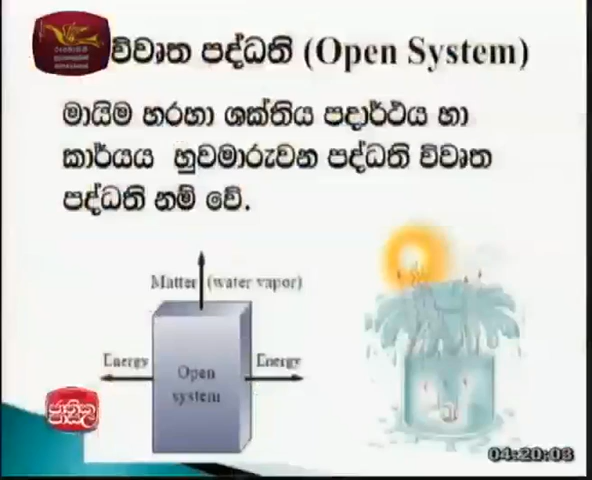 විවෘත පද්ධති (Open System)
මායිම හරහා ශක්තිය පදාර්ථය හා
කාර්යය හුවමාරුවන පද්ධති විවෘත
පද්ධති නම් වේ.
Matter (water vapor)
Energy
Energy
Open
system
ජාතික
04:20:03